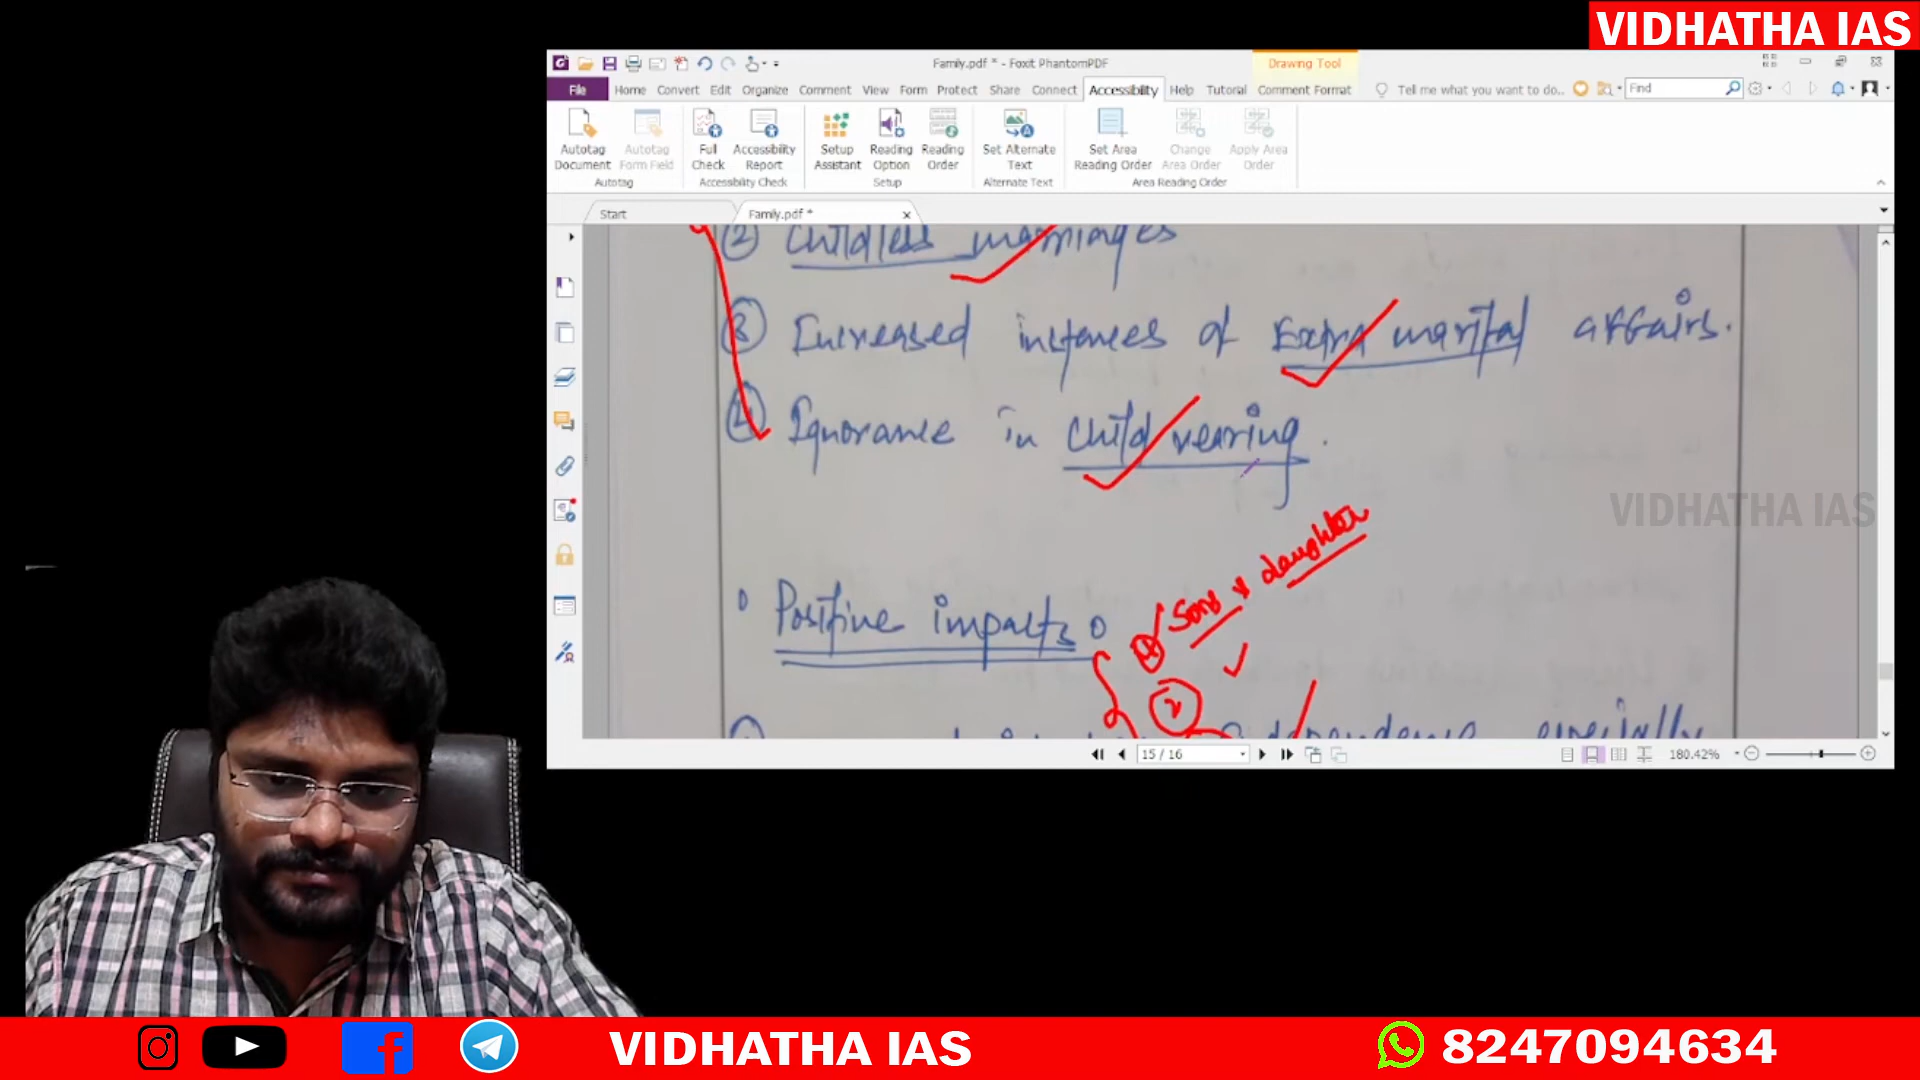 VIDHATHA IAS
Family.pdf * - Foxit PhantomPDF
Drawing Tool
File Home Convert Edit Organize Comment View Form Protect Share Connect Accessibility Help Tutorial Comment Format Tell me what you want to do.. Find
Autotag Document
Autotag Form Field
Full Check
Accessibility Report
Setup Assistant
Reading Option
Reading Order
Set Alternate Text
Set Area Reading Order
Change Area Order
Apply Area Order
Autotag Accessibility Check Setup Alternate Text Area Reading Order
Start Family.pdf *
② Childless marriages
③ Increased instances of Extra marital affairs.
④ Ignorance in child rearing.
VIDHATHA IAS
Sons & daughter
Positive impacts
②
dependence especially
15 / 16
180.42%
VIDHATHA IAS
8247094634